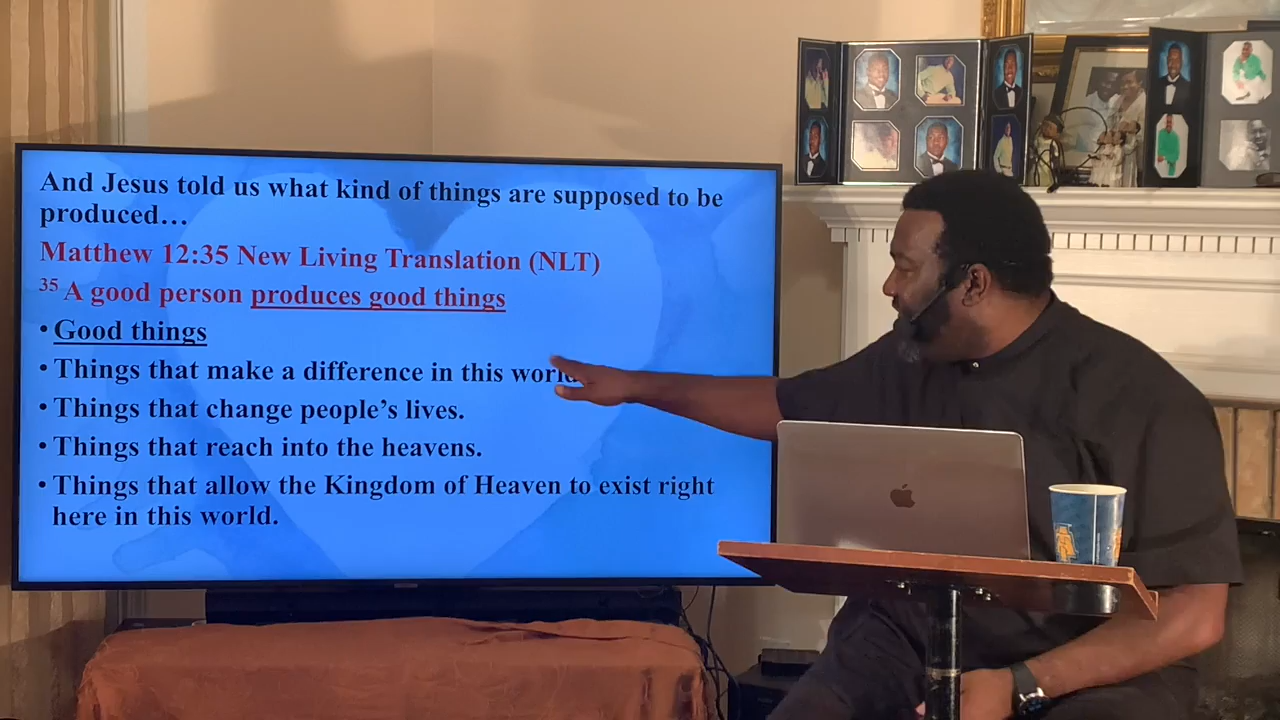 And Jesus told us what kind of things are supposed to be
produced…
Matthew 12:35 New Living Translation (NLT)
35 A good person produces good things
• Good things
• Things that make a difference in this world
• Things that change people's lives.
• Things that reach into the heavens.
• Things that allow the Kingdom of Heaven to exist right
here in this world.